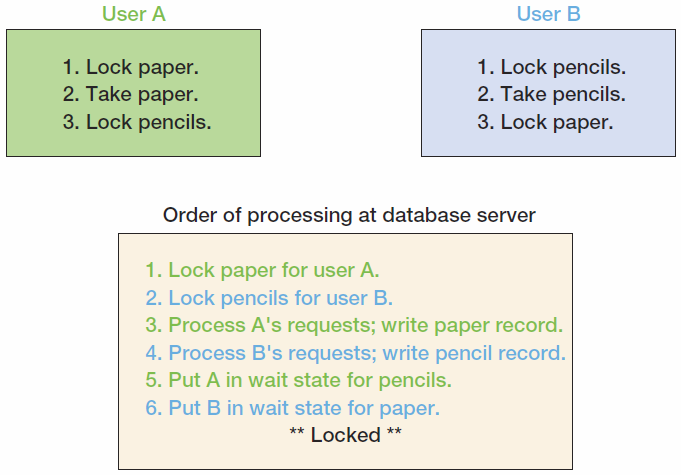 User A
1. Lock paper.
2. Take paper.
3. Lock pencils.
User B
1. Lock pencils.
2. Take pencils.
3. Lock paper.
Order of processing at database server
1. Lock paper for user A.
2. Lock pencils for user B.
3. Process A's requests; write paper record.
4. Process B's requests; write pencil record.
5. Put A in wait state for pencils.
6. Put B in wait state for paper.
** Locked **